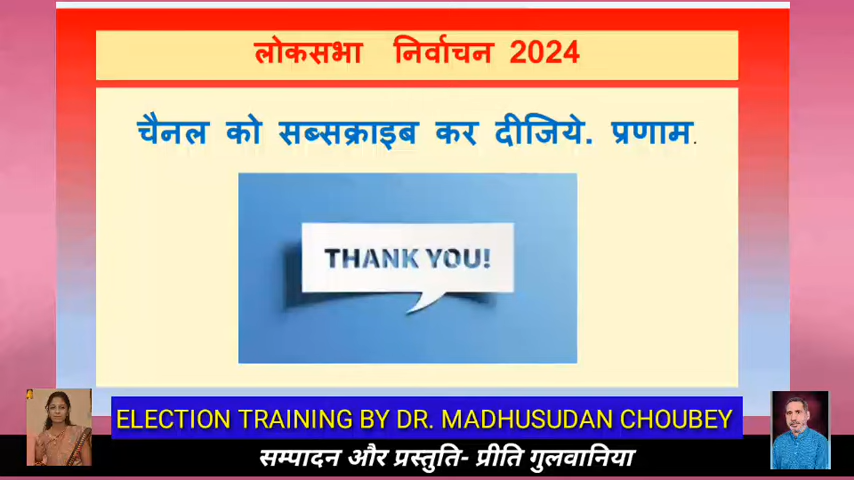 लोकसभा निर्वाचन 2024
चैनल को सब्सक्राइब कर दीजिये. प्रणाम.
THANK YOU!
ELECTION TRAINING BY DR. MADHUSUDAN CHOUBEY
सम्पादन और प्रस्तुति- प्रीति गुलवानिया